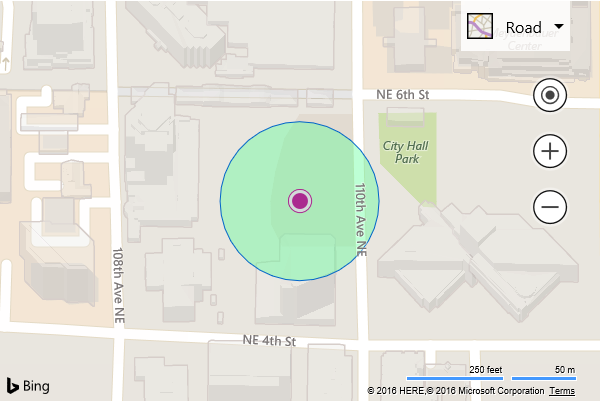 Road
Center
NE 6th St
City Hall
Park
110th Ave NE
108th Ave NE
NE 4th St
250 feet
50 m
Bing
© 2016 HERE,© 2016 Microsoft Corporation Terms